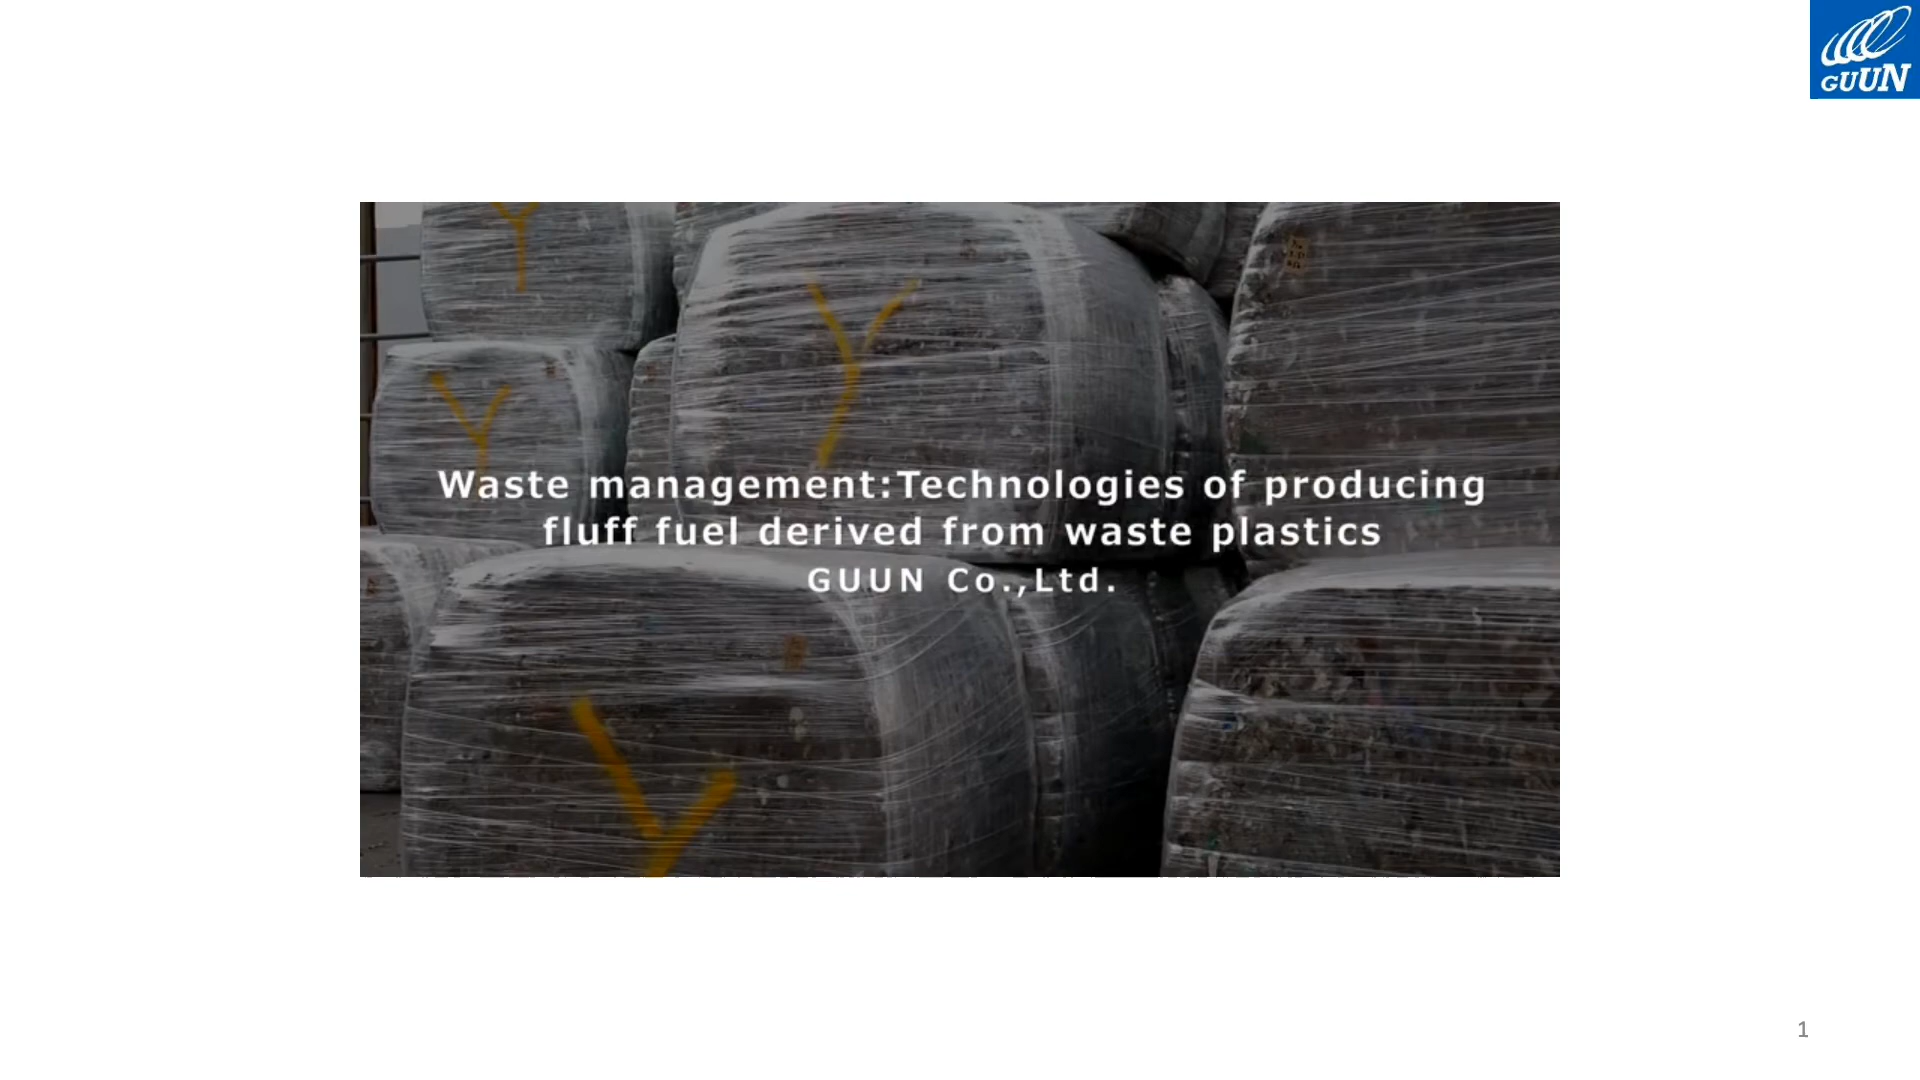 GUUN
Y
Y
Y
Waste management:Technologies of producing
fluff fuel derived from waste plastics
GUUN Co.,Ltd.
Y
1